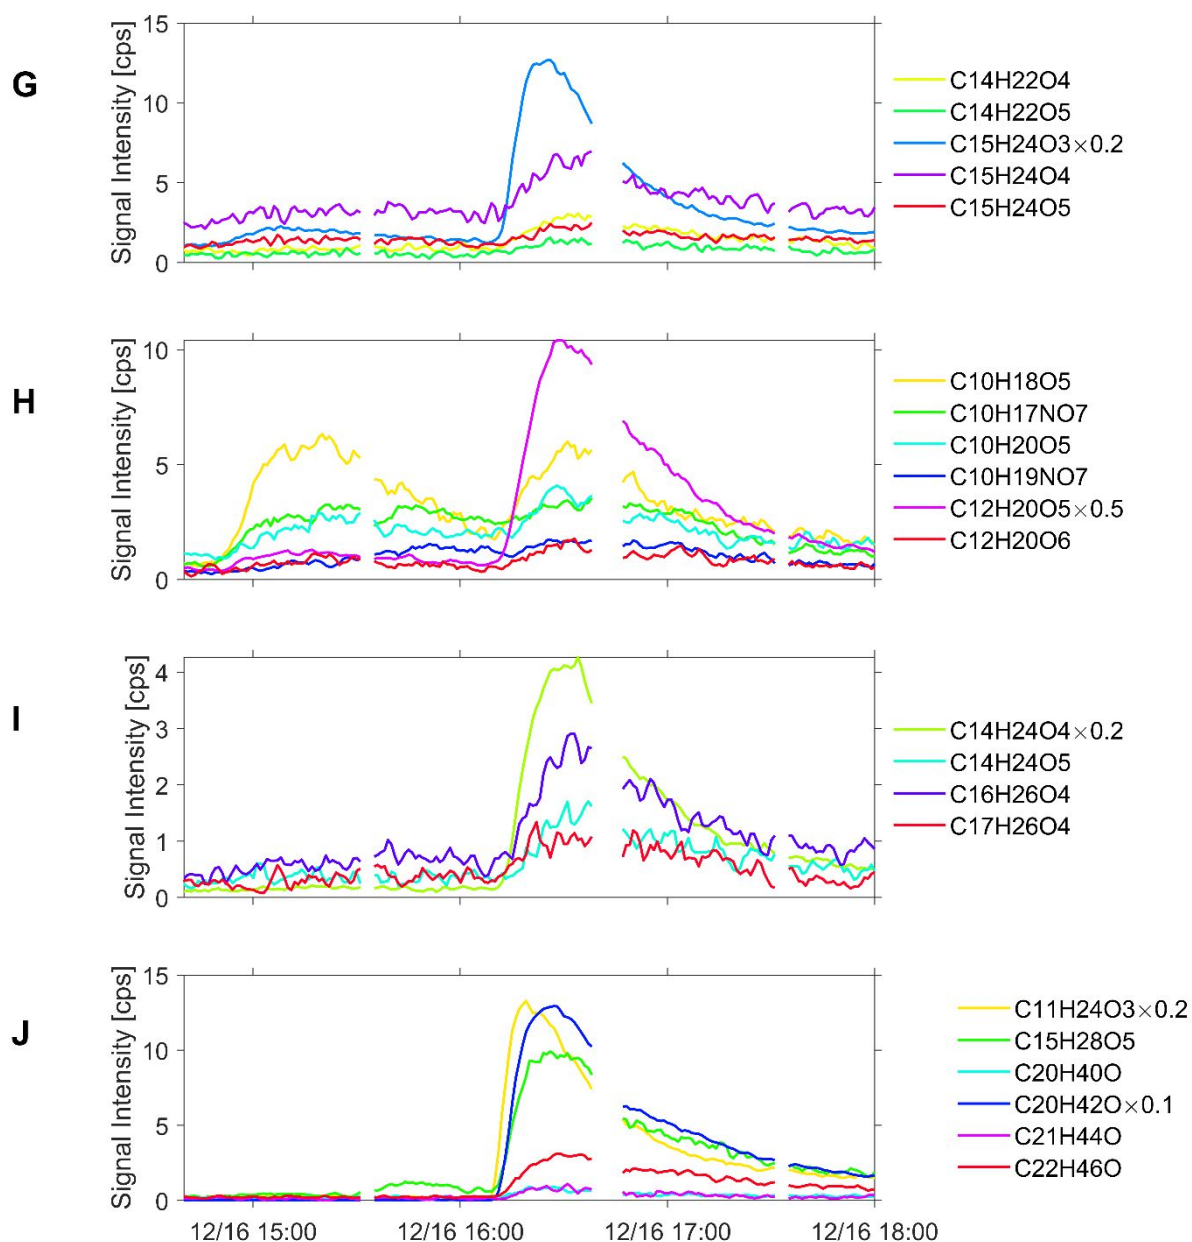 G
Signal Intensity [cps]
15
10
5
0
C14H22O4
C14H22O5
C15H24O3×0.2
C15H24O4
C15H24O5
H
Signal Intensity [cps]
10
5
0
C10H18O5
C10H17NO7
C10H20O5
C10H19NO7
C12H20O5×0.5
C12H20O6
I
Signal Intensity [cps]
4
3
2
1
0
C14H24O4×0.2
C14H24O5
C16H26O4
C17H26O4
J
Signal Intensity [cps]
15
10
5
0
C11H24O3×0.2
C15H28O5
C20H40O
C20H42O×0.1
C21H44O
C22H46O
12/16 15:00 12/16 16:00 12/16 17:00 12/16 18:00